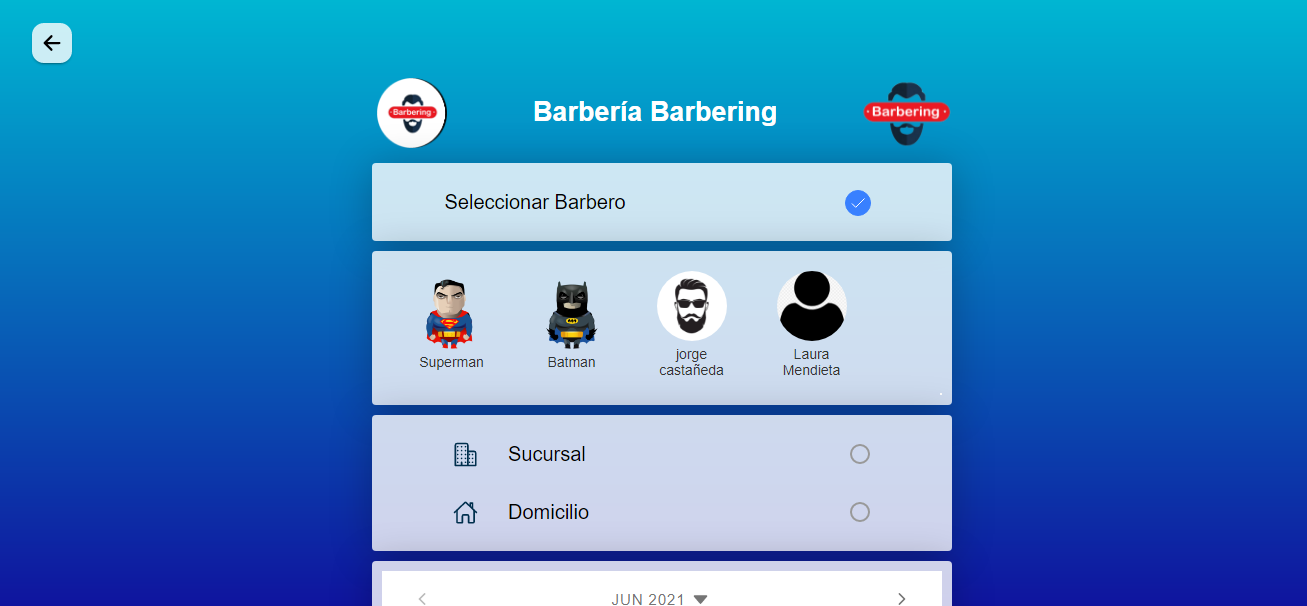 Barbering
Barbería Barbering
Barbering
Seleccionar Barbero
Superman
Batman
jorge
castañeda
Laura
Mendieta
Sucursal
Domicilio
JUN 2021